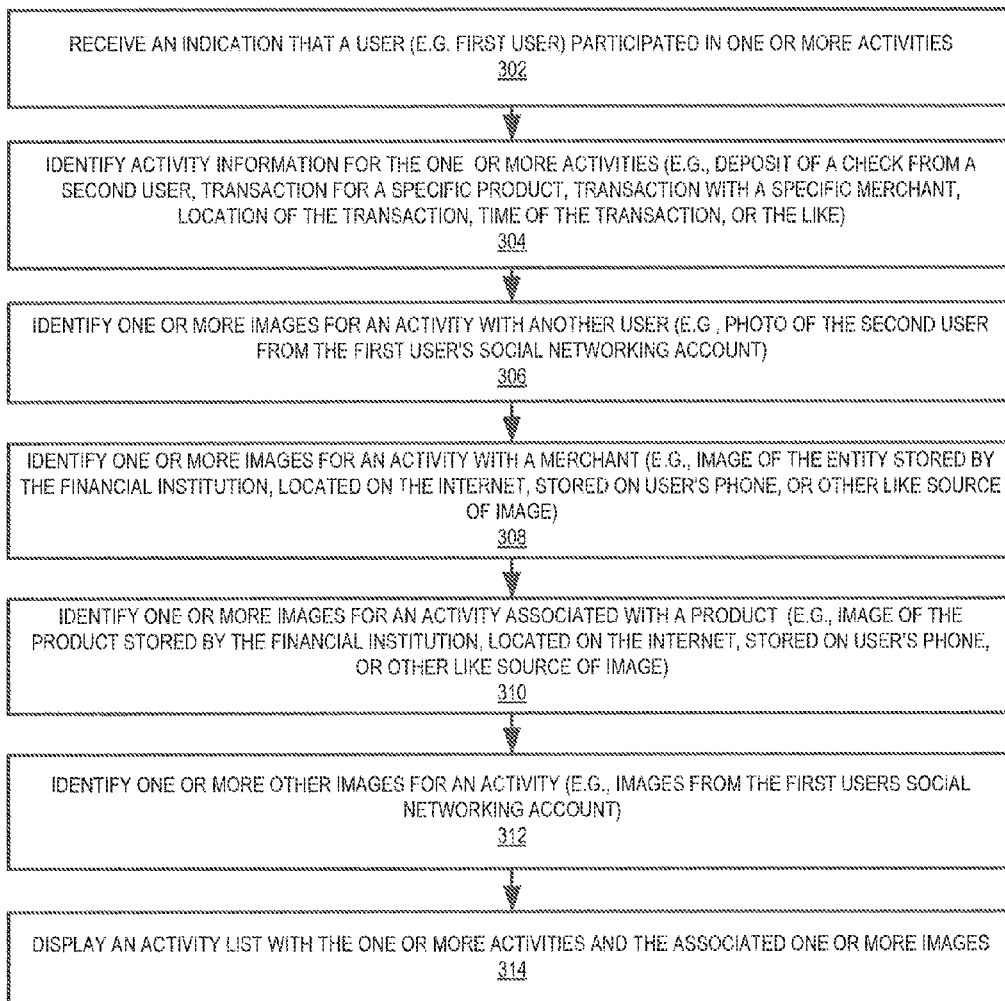 RECEIVE AN INDICATION THAT A USER (E.G. FIRST USER) PARTICIPATED IN ONE OR MORE ACTIVITIES
302
IDENTIFY ACTIVITY INFORMATION FOR THE ONE OR MORE ACTIVITIES (E.G., DEPOSIT OF A CHECK FROM A
SECOND USER, TRANSACTION FOR A SPECIFIC PRODUCT, TRANSACTION WITH A SPECIFIC MERCHANT,
LOCATION OF THE TRANSACTION, TIME OF THE TRANSACTION, OR THE LIKE)
304
IDENTIFY ONE OR MORE IMAGES FOR AN ACTIVITY WITH ANOTHER USER (E.G., PHOTO OF THE SECOND USER
FROM THE FIRST USER'S SOCIAL NETWORKING ACCOUNT)
306
IDENTIFY ONE OR MORE IMAGES FOR AN ACTIVITY WITH A MERCHANT (E.G., IMAGE OF THE ENTITY STORED BY
THE FINANCIAL INSTITUTION, LOCATED ON THE INTERNET, STORED ON USER'S PHONE, OR OTHER LIKE SOURCE
OF IMAGE)
308
IDENTIFY ONE OR MORE IMAGES FOR AN ACTIVITY ASSOCIATED WITH A PRODUCT (E.G., IMAGE OF THE
PRODUCT STORED BY THE FINANCIAL INSTITUTION, LOCATED ON THE INTERNET, STORED ON USER'S PHONE,
OR OTHER LIKE SOURCE OF IMAGE)
310
IDENTIFY ONE OR MORE OTHER IMAGES FOR AN ACTIVITY (E.G., IMAGES FROM THE FIRST USERS SOCIAL
NETWORKING ACCOUNT)
312
DISPLAY AN ACTIVITY LIST WITH THE ONE OR MORE ACTIVITIES AND THE ASSOCIATED ONE OR MORE IMAGES
314